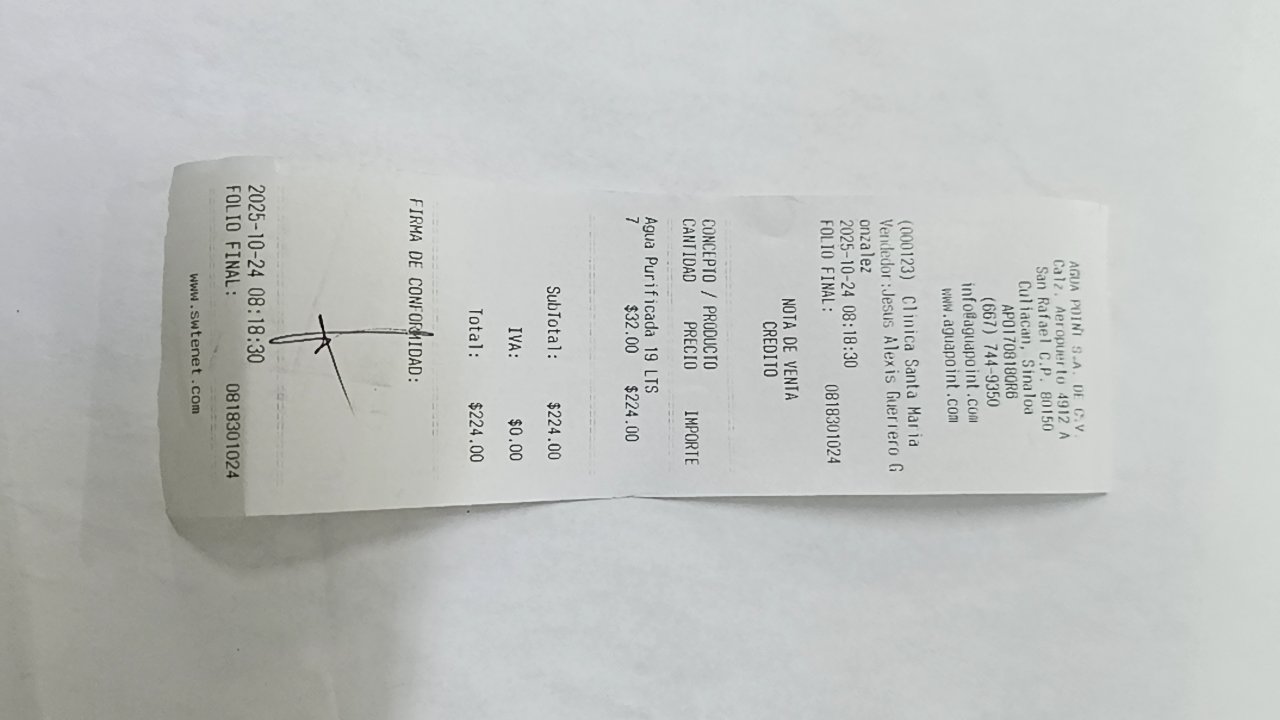 AGUA POINT S.A. DE C.V.
Calz. Aeropuerto 4912 A
San Rafael C.P. 80150
Culiacan, Sinaloa
APO170818QR6
(667) 744-9350
info@aguapoint.com
www.aguapoint.com
(000123) Clinica Santa Maria
Vendedor:Jesus Alexis Guerrero G
onzalez
2025-10-24 08:18:30
FOLIO FINAL: 0818301024
NOTA DE VENTA
CREDITO
CONCEPTO / PRODUCTO
CANTIDAD PRECIO IMPORTE
Agua Purificada 19 LTS
7 $32.00 $224.00
SubTotal: $224.00
IVA: $0.00
Total: $224.00
FIRMA DE CONFORMIDAD:
2025-10-24 08:18:30
FOLIO FINAL: 0818301024
www.swtenet.com